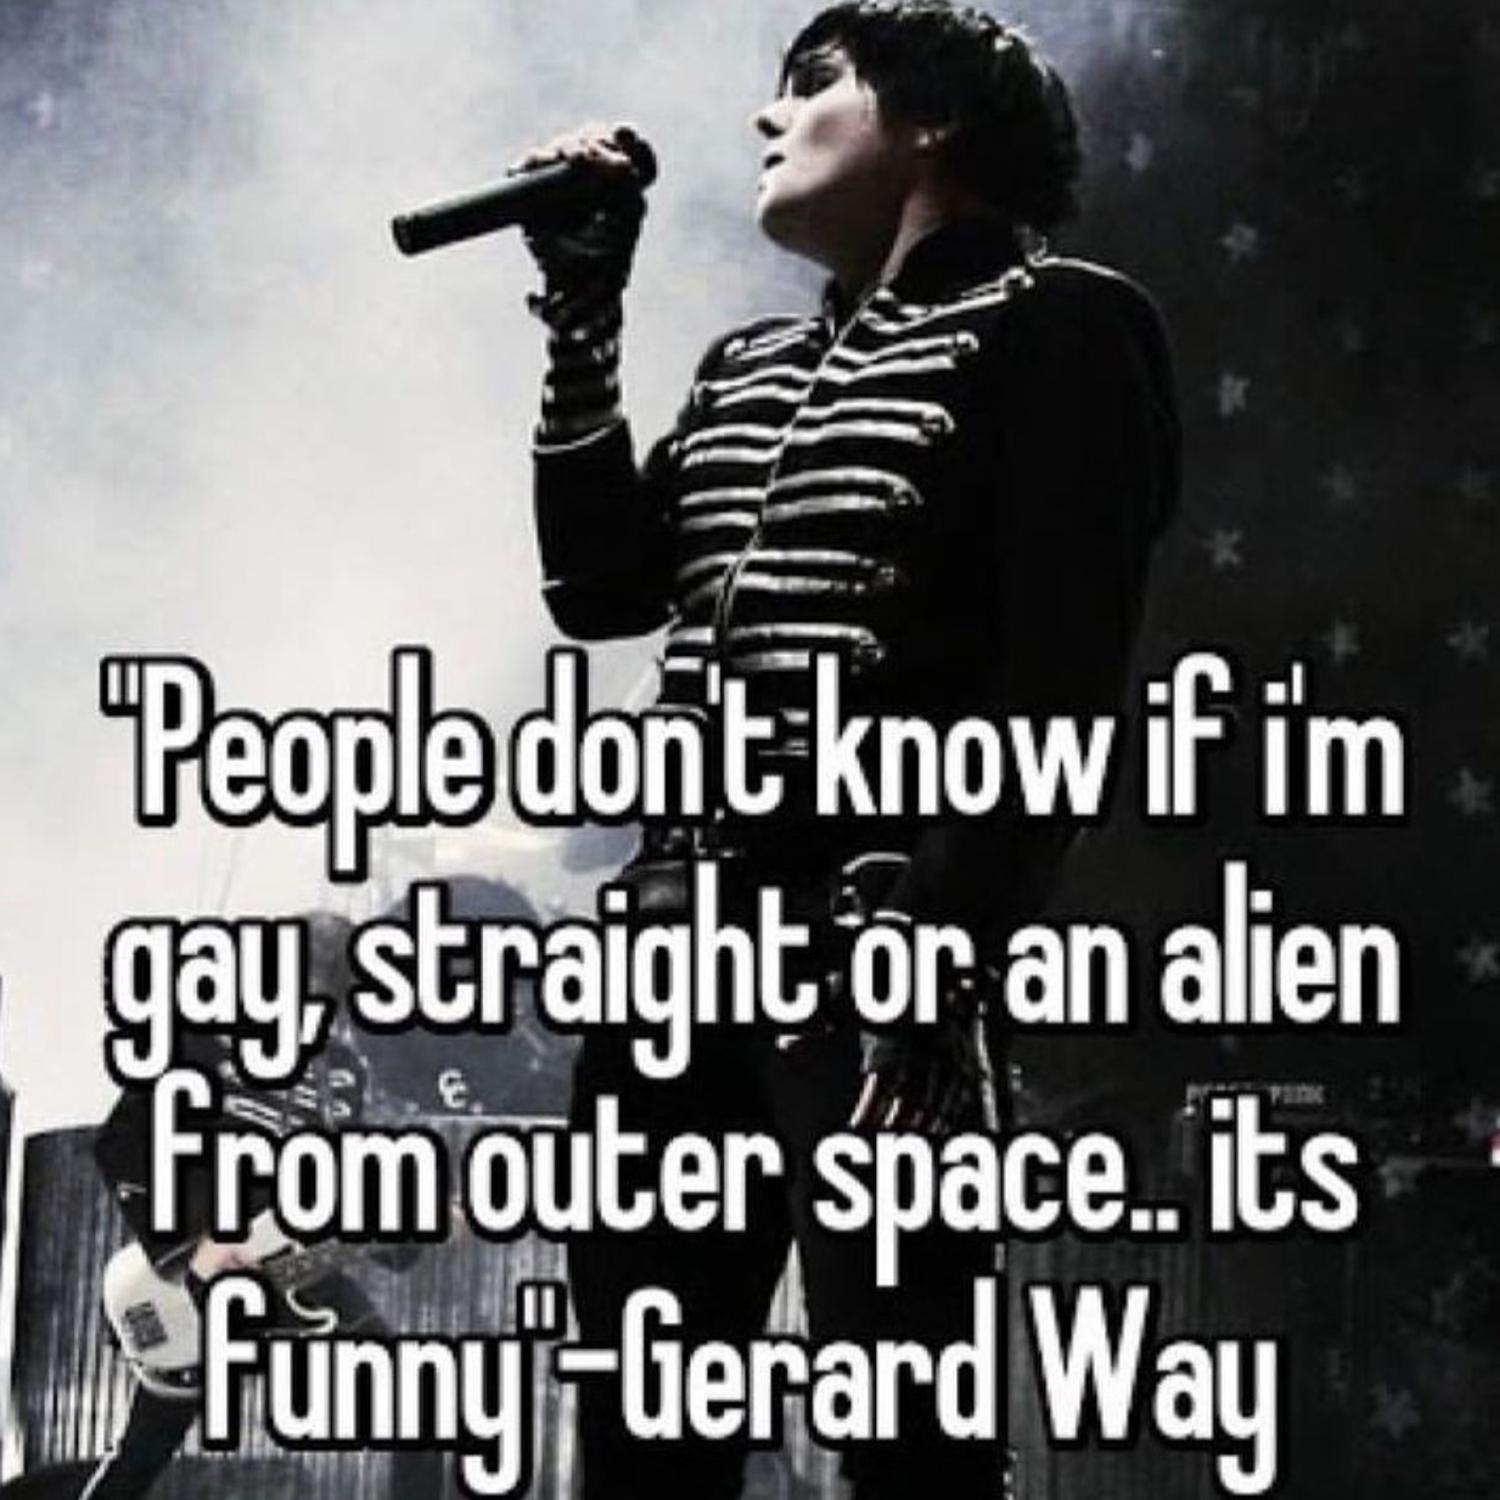 "People don't know if i'm
gay, straight or an alien
from outer space.. its
funny"-Gerard Way